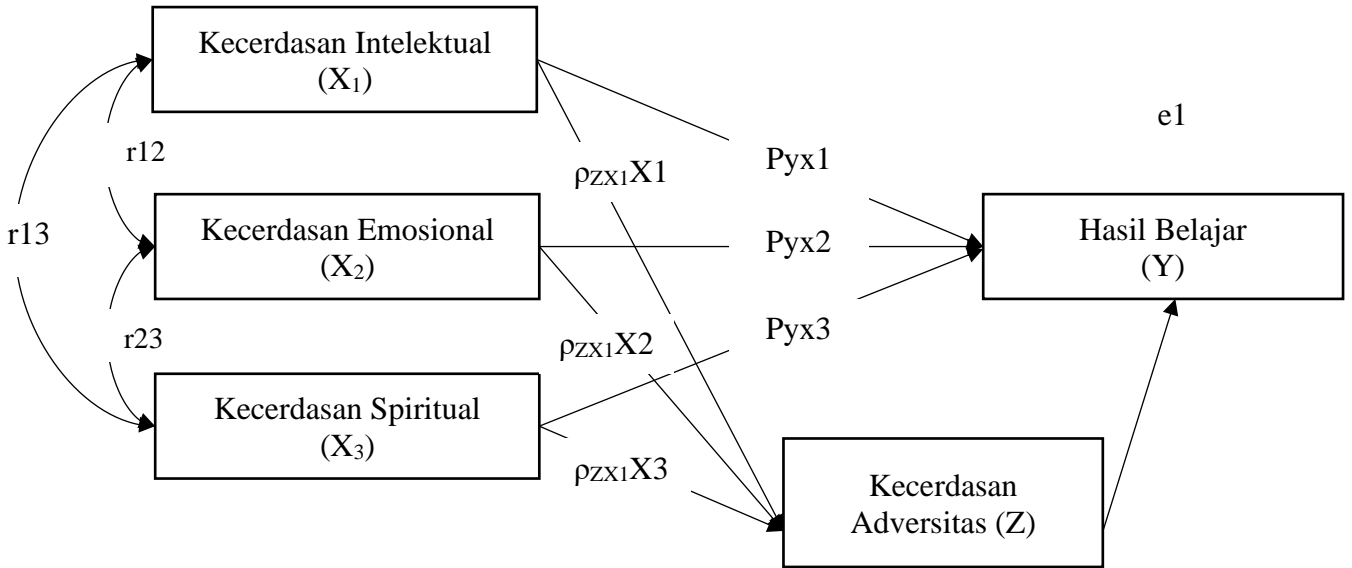 Kecerdasan Intelektual
(X₁)
e1
r12
Pyx1
ρZX1X1
r13
Kecerdasan Emosional
(X₂)
Pyx2
Hasil Belajar
(Y)
r23
ρZX1X2
Pyx3
Kecerdasan Spiritual
(X₃)
ρZX1X3
Kecerdasan
Adversitas (Z)